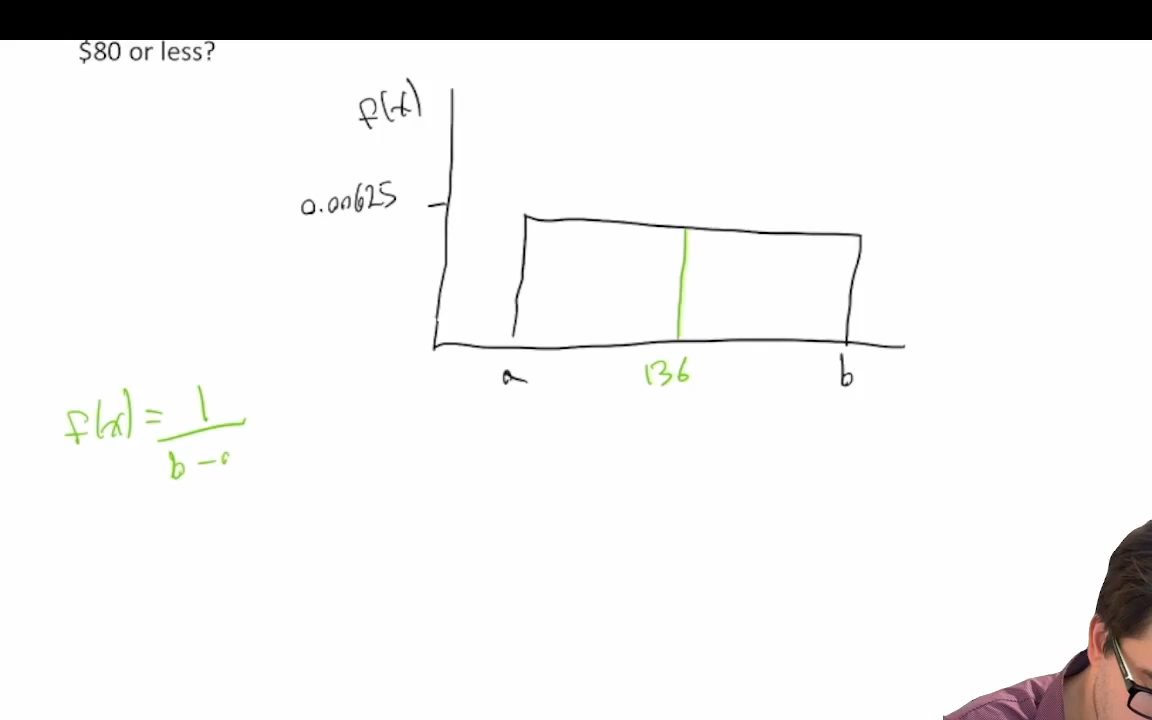 $80 or less?
f(x)
0.00625
a
136
b
f(x) = 1
b - a